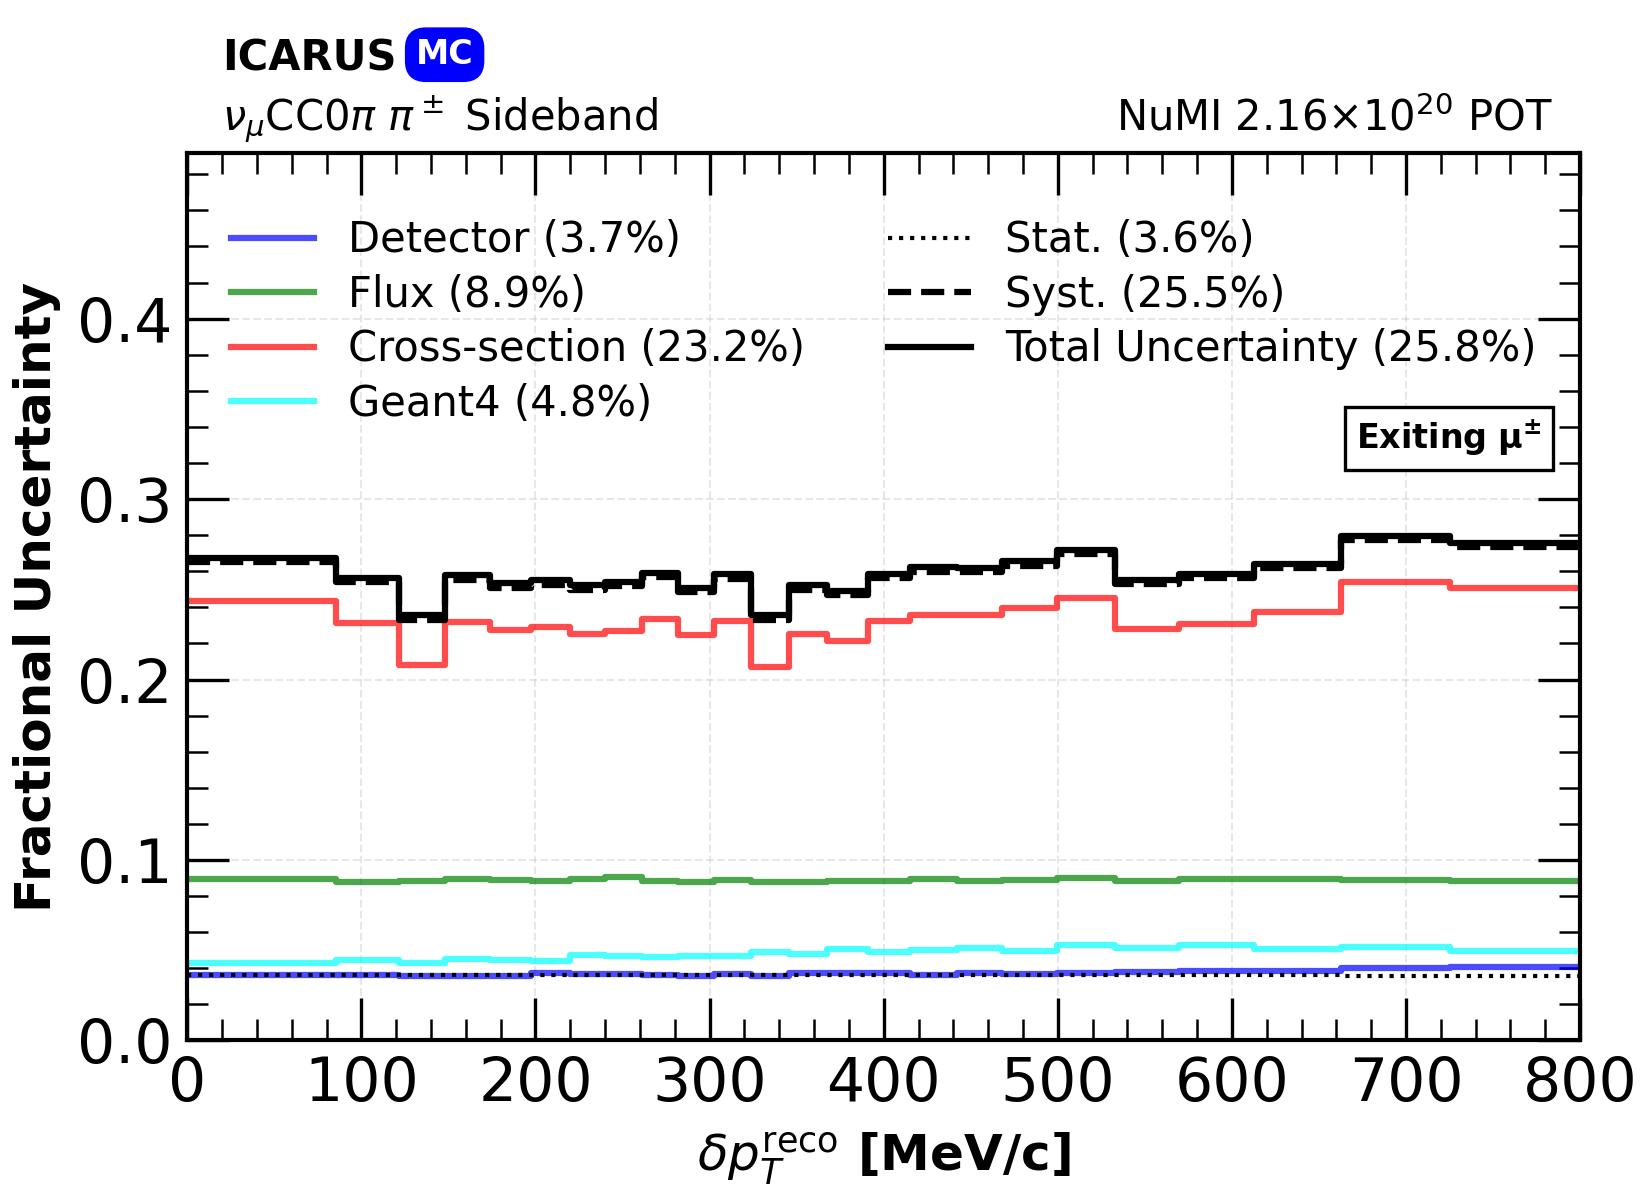 ICARUS MC
νμCC0π π± Sideband
NuMI 2.16×10²⁰ POT
Detector (3.7%)
Flux (8.9%)
Cross-section (23.2%)
Geant4 (4.8%)
Stat. (3.6%)
Syst. (25.5%)
Total Uncertainty (25.8%)
Exiting μ±
Fractional Uncertainty
0.4
0.3
0.2
0.1
0.0
0 100 200 300 400 500 600 700 800
δp_T^reco [MeV/c]